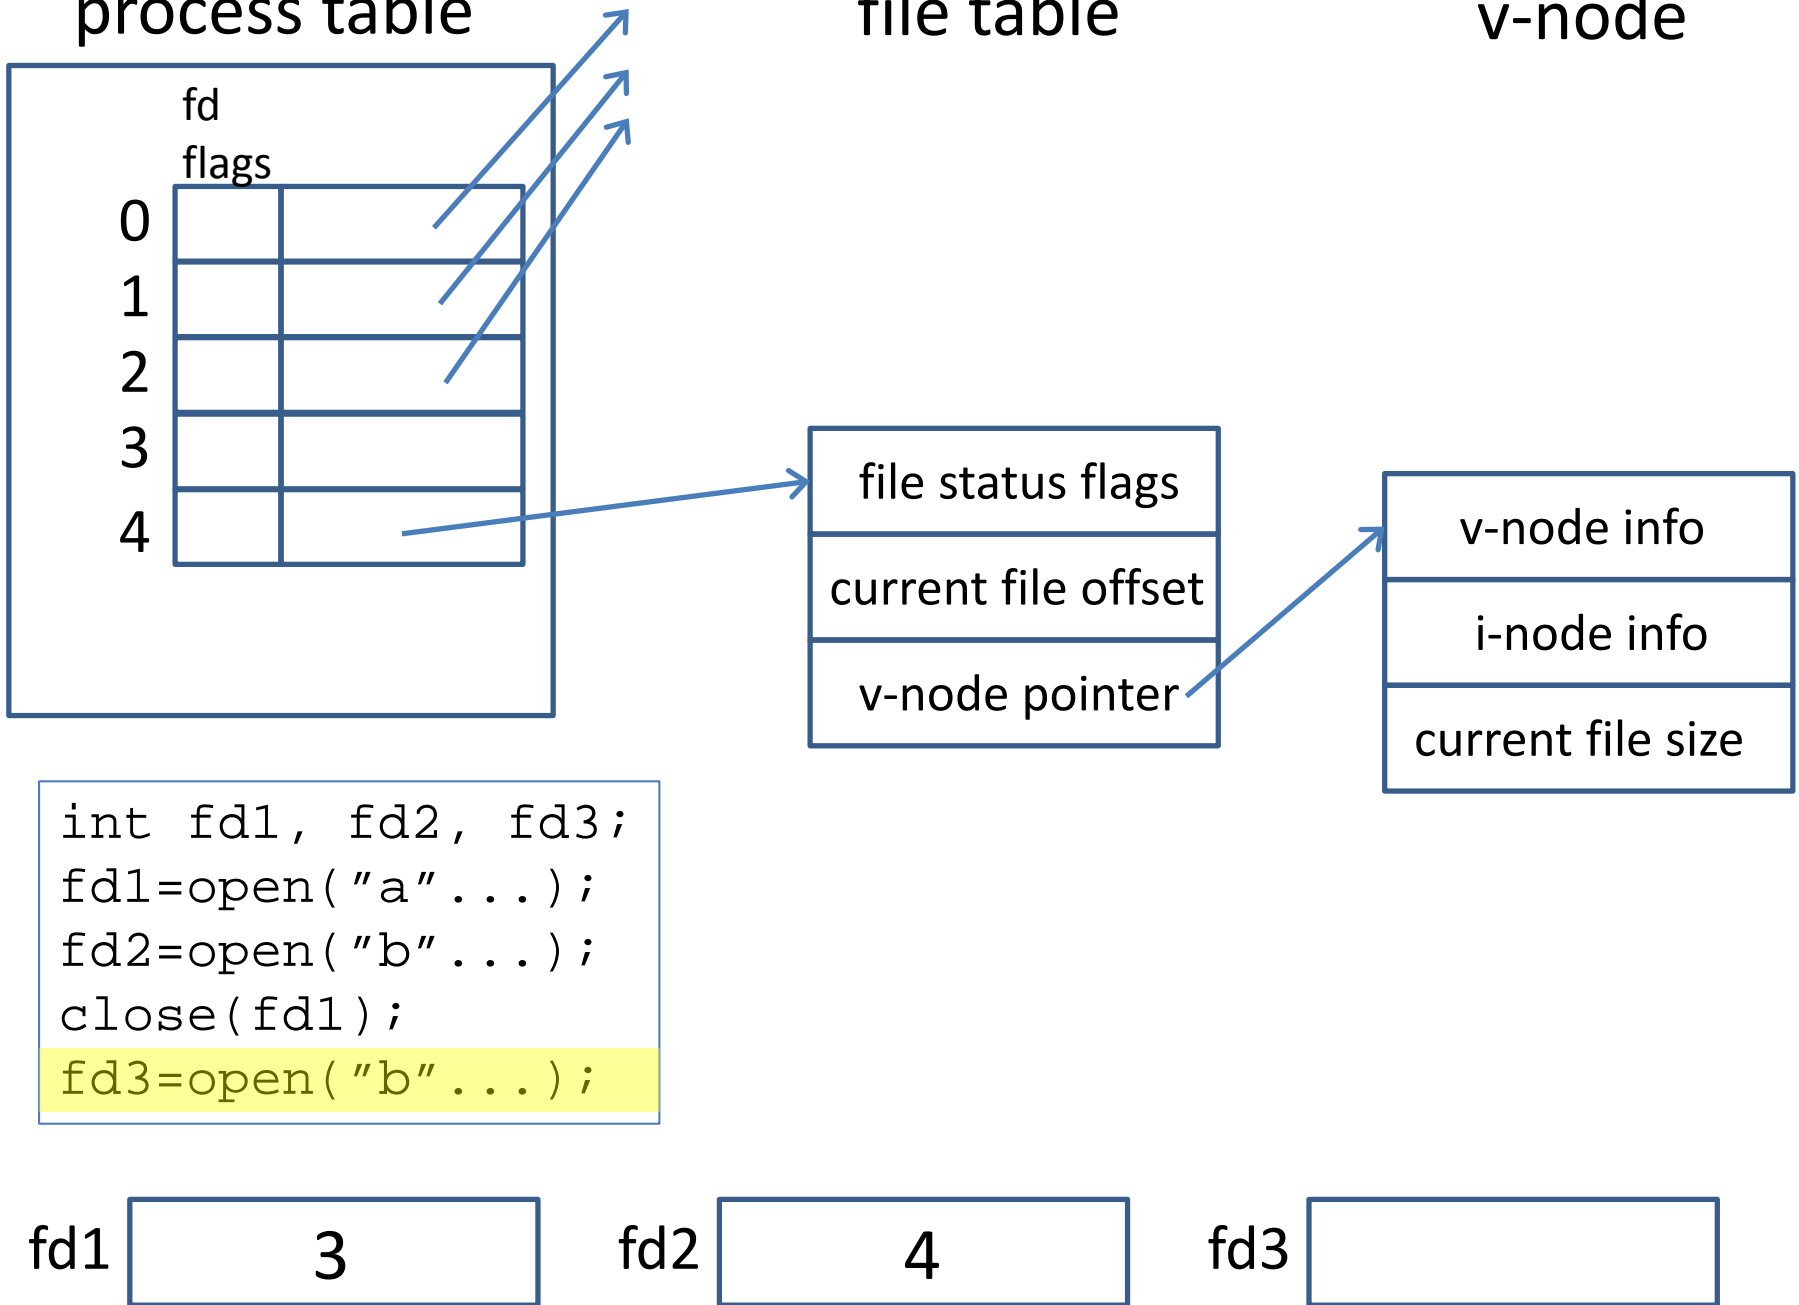 process table
file table
v-node
fd
flags
0
1
2
3
4
file status flags
current file offset
v-node pointer
v-node info
i-node info
current file size
int fd1, fd2, fd3;
fd1=open(”a”...);
fd2=open(”b”...);
close(fd1);
fd3=open(”b”...);
fd1
3
fd2
4
fd3